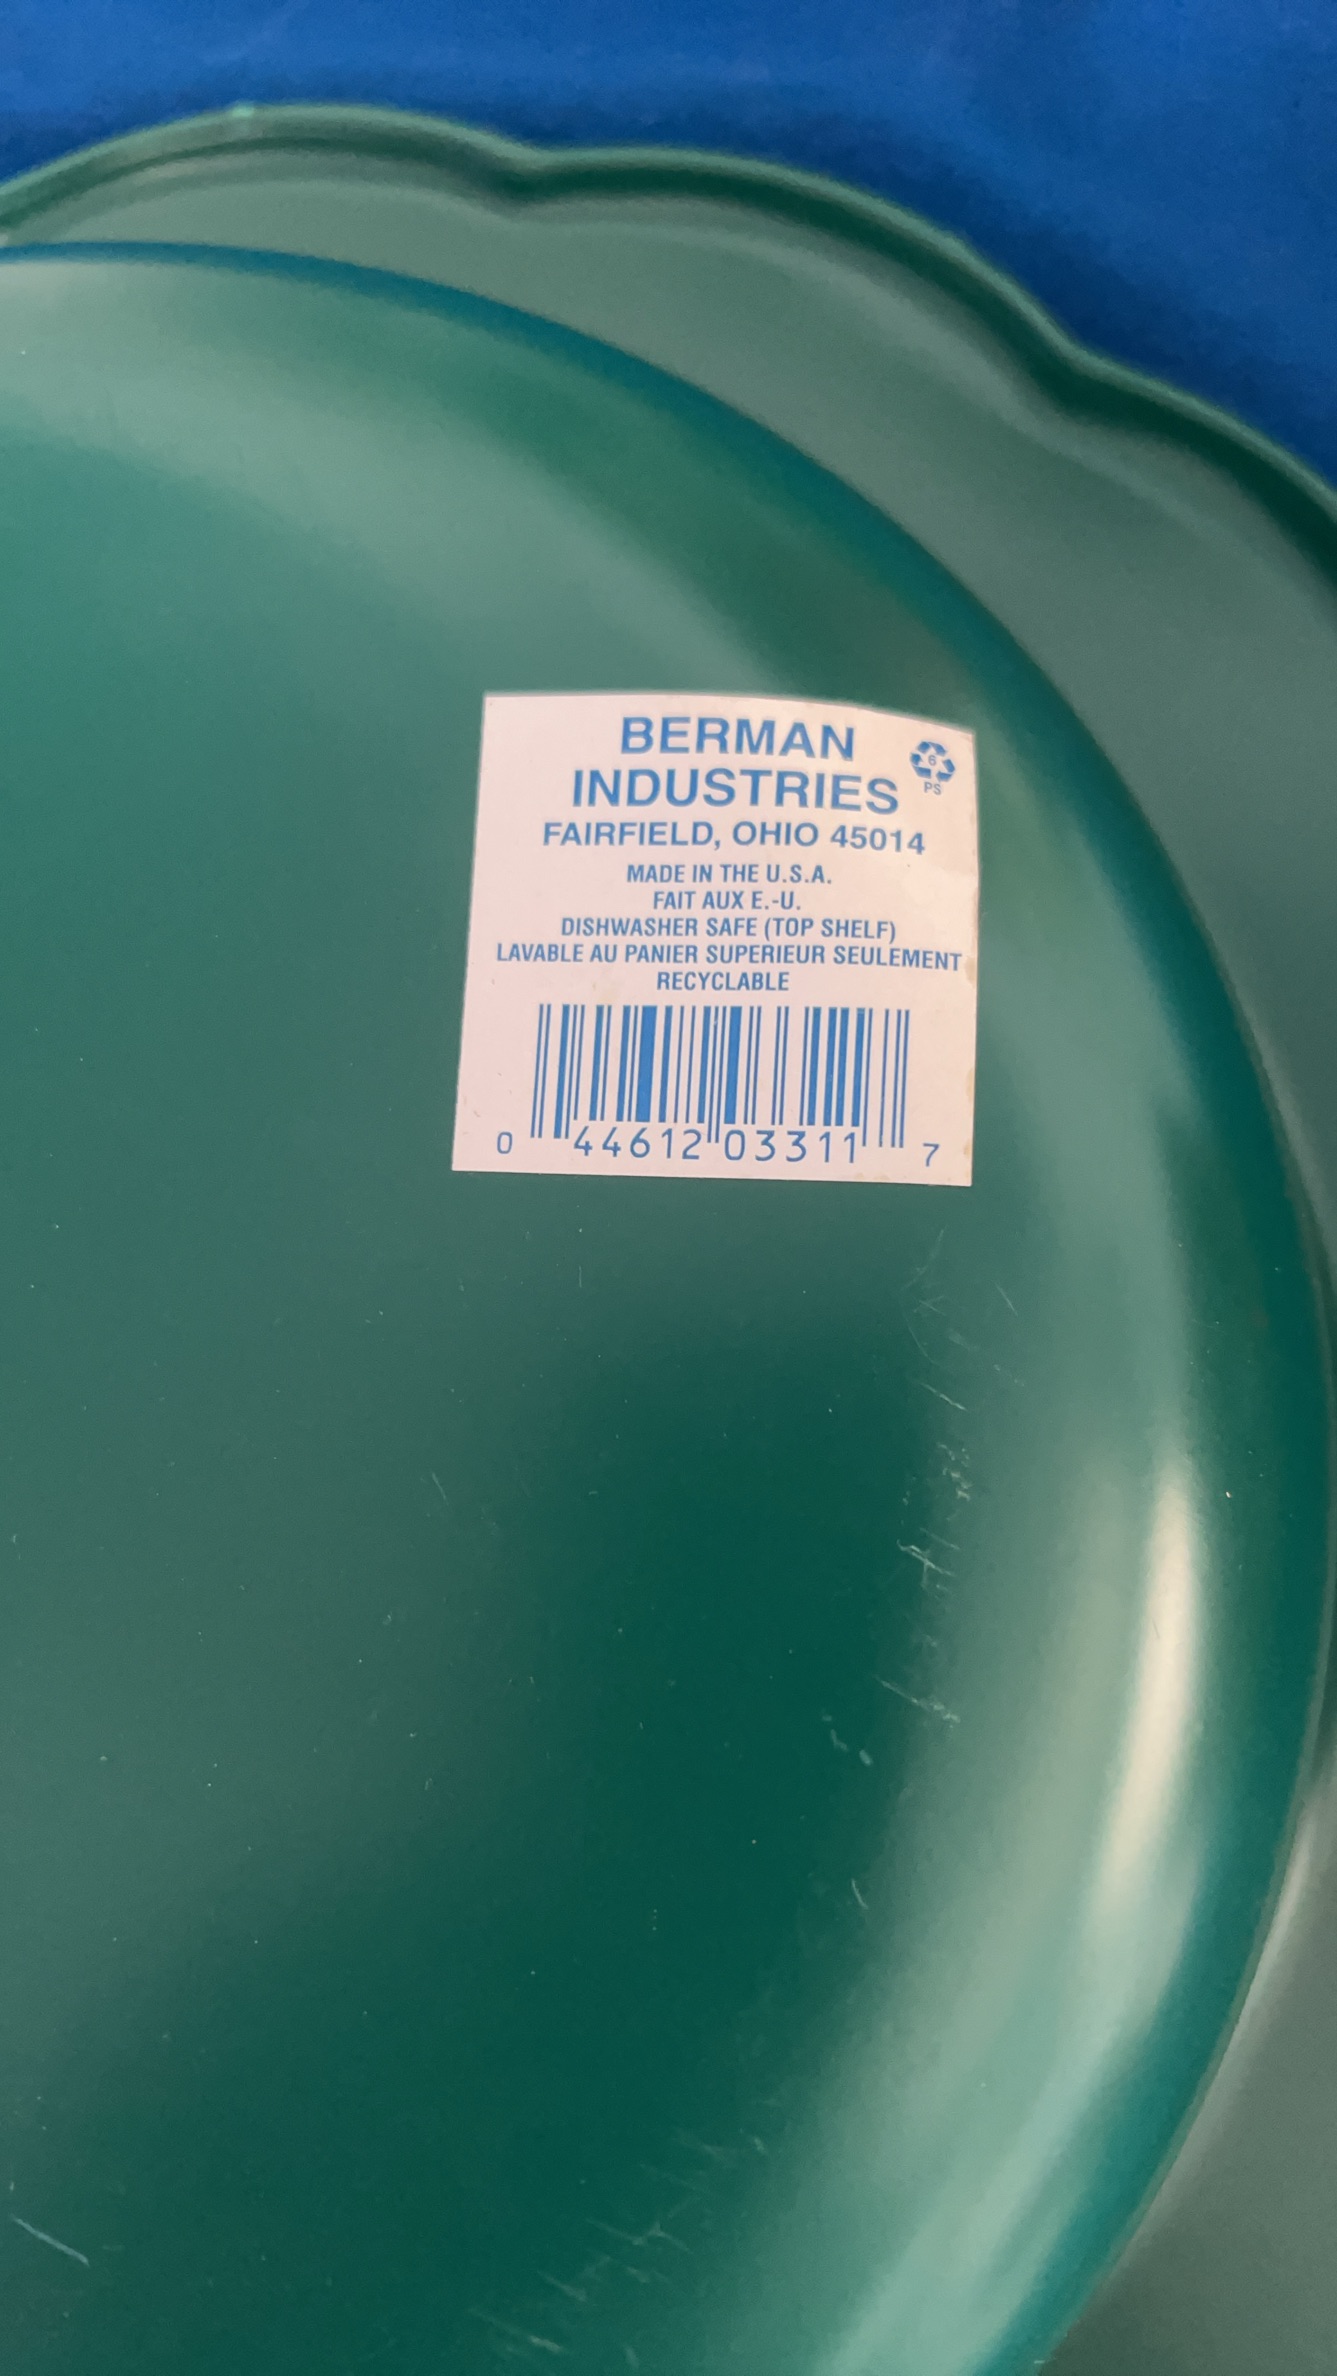 BERMAN
INDUSTRIES
6
PS
FAIRFIELD, OHIO 45014
MADE IN THE U.S.A.
FAIT AUX E.-U.
DISHWASHER SAFE (TOP SHELF)
LAVABLE AU PANIER SUPERIEUR SEULEMENT
RECYCLABLE
0 44612 03311 7